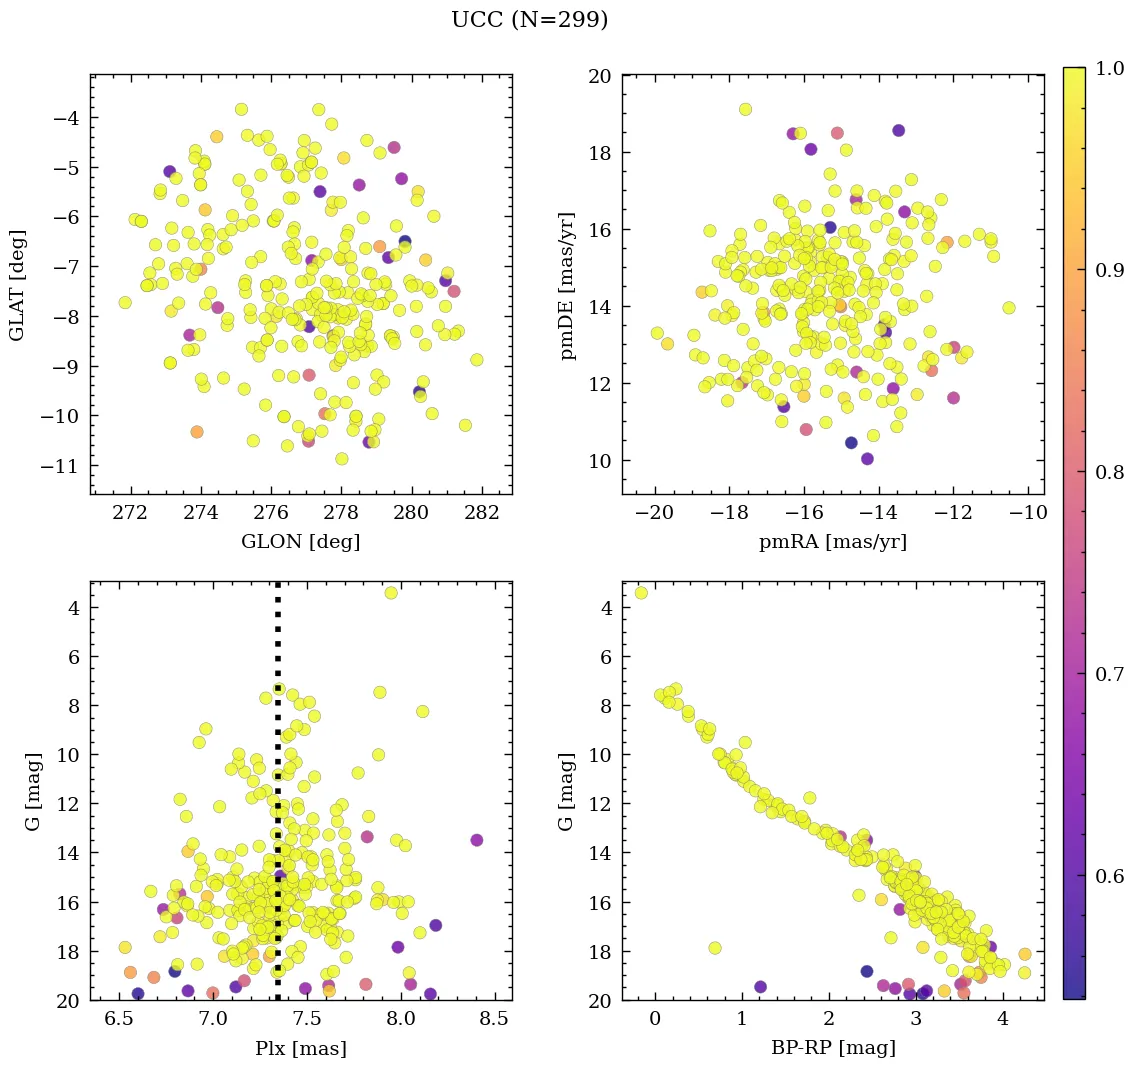 UCC (N=299)
−4
−5
−6
−7
−8
−9
−10
−11
GLAT [deg]
272 274 276 278 280 282
GLON [deg]
20
18
16
14
12
10
pmDE [mas/yr]
−20 −18 −16 −14 −12 −10
pmRA [mas/yr]
4
6
8
10
12
14
16
18
20
G [mag]
6.5 7.0 7.5 8.0 8.5
Plx [mas]
4
6
8
10
12
14
16
18
20
G [mag]
0 1 2 3 4
BP-RP [mag]
1.0
0.9
0.8
0.7
0.6